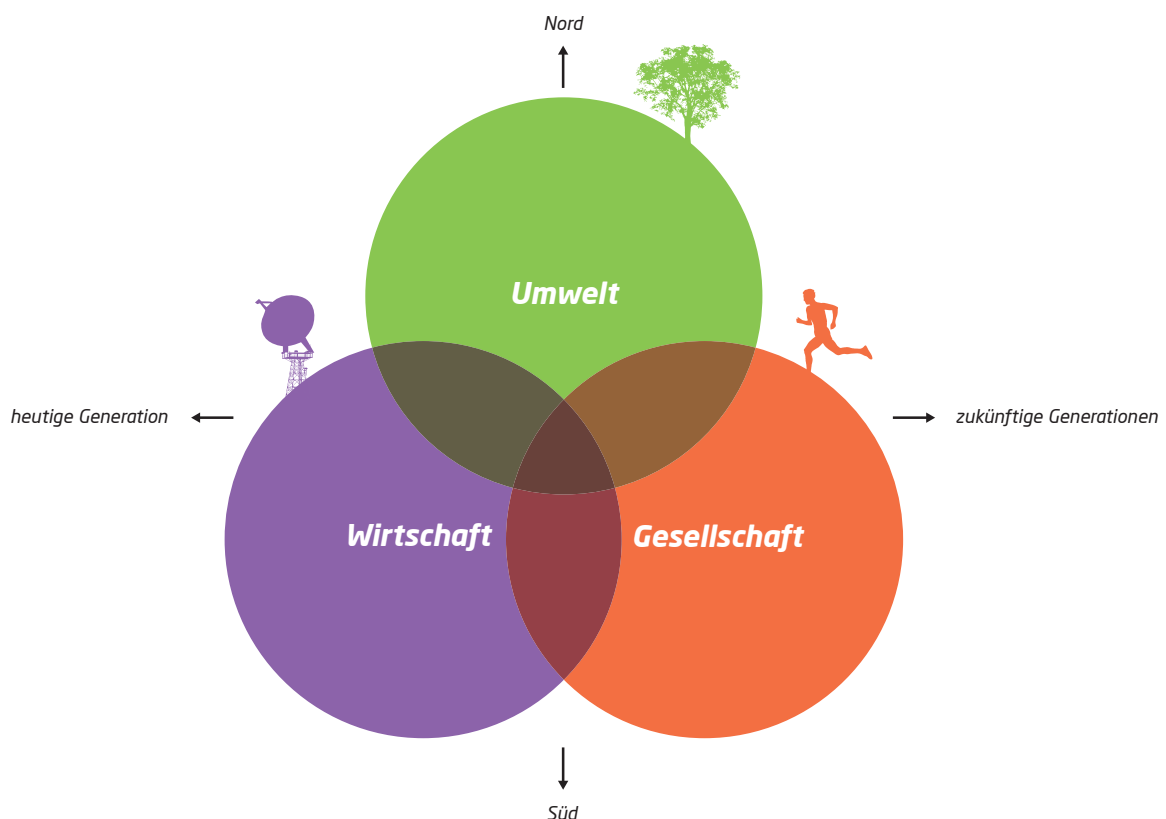 Nord
Umwelt
heutige Generation
zukünftige Generationen
Wirtschaft
Gesellschaft
Süd